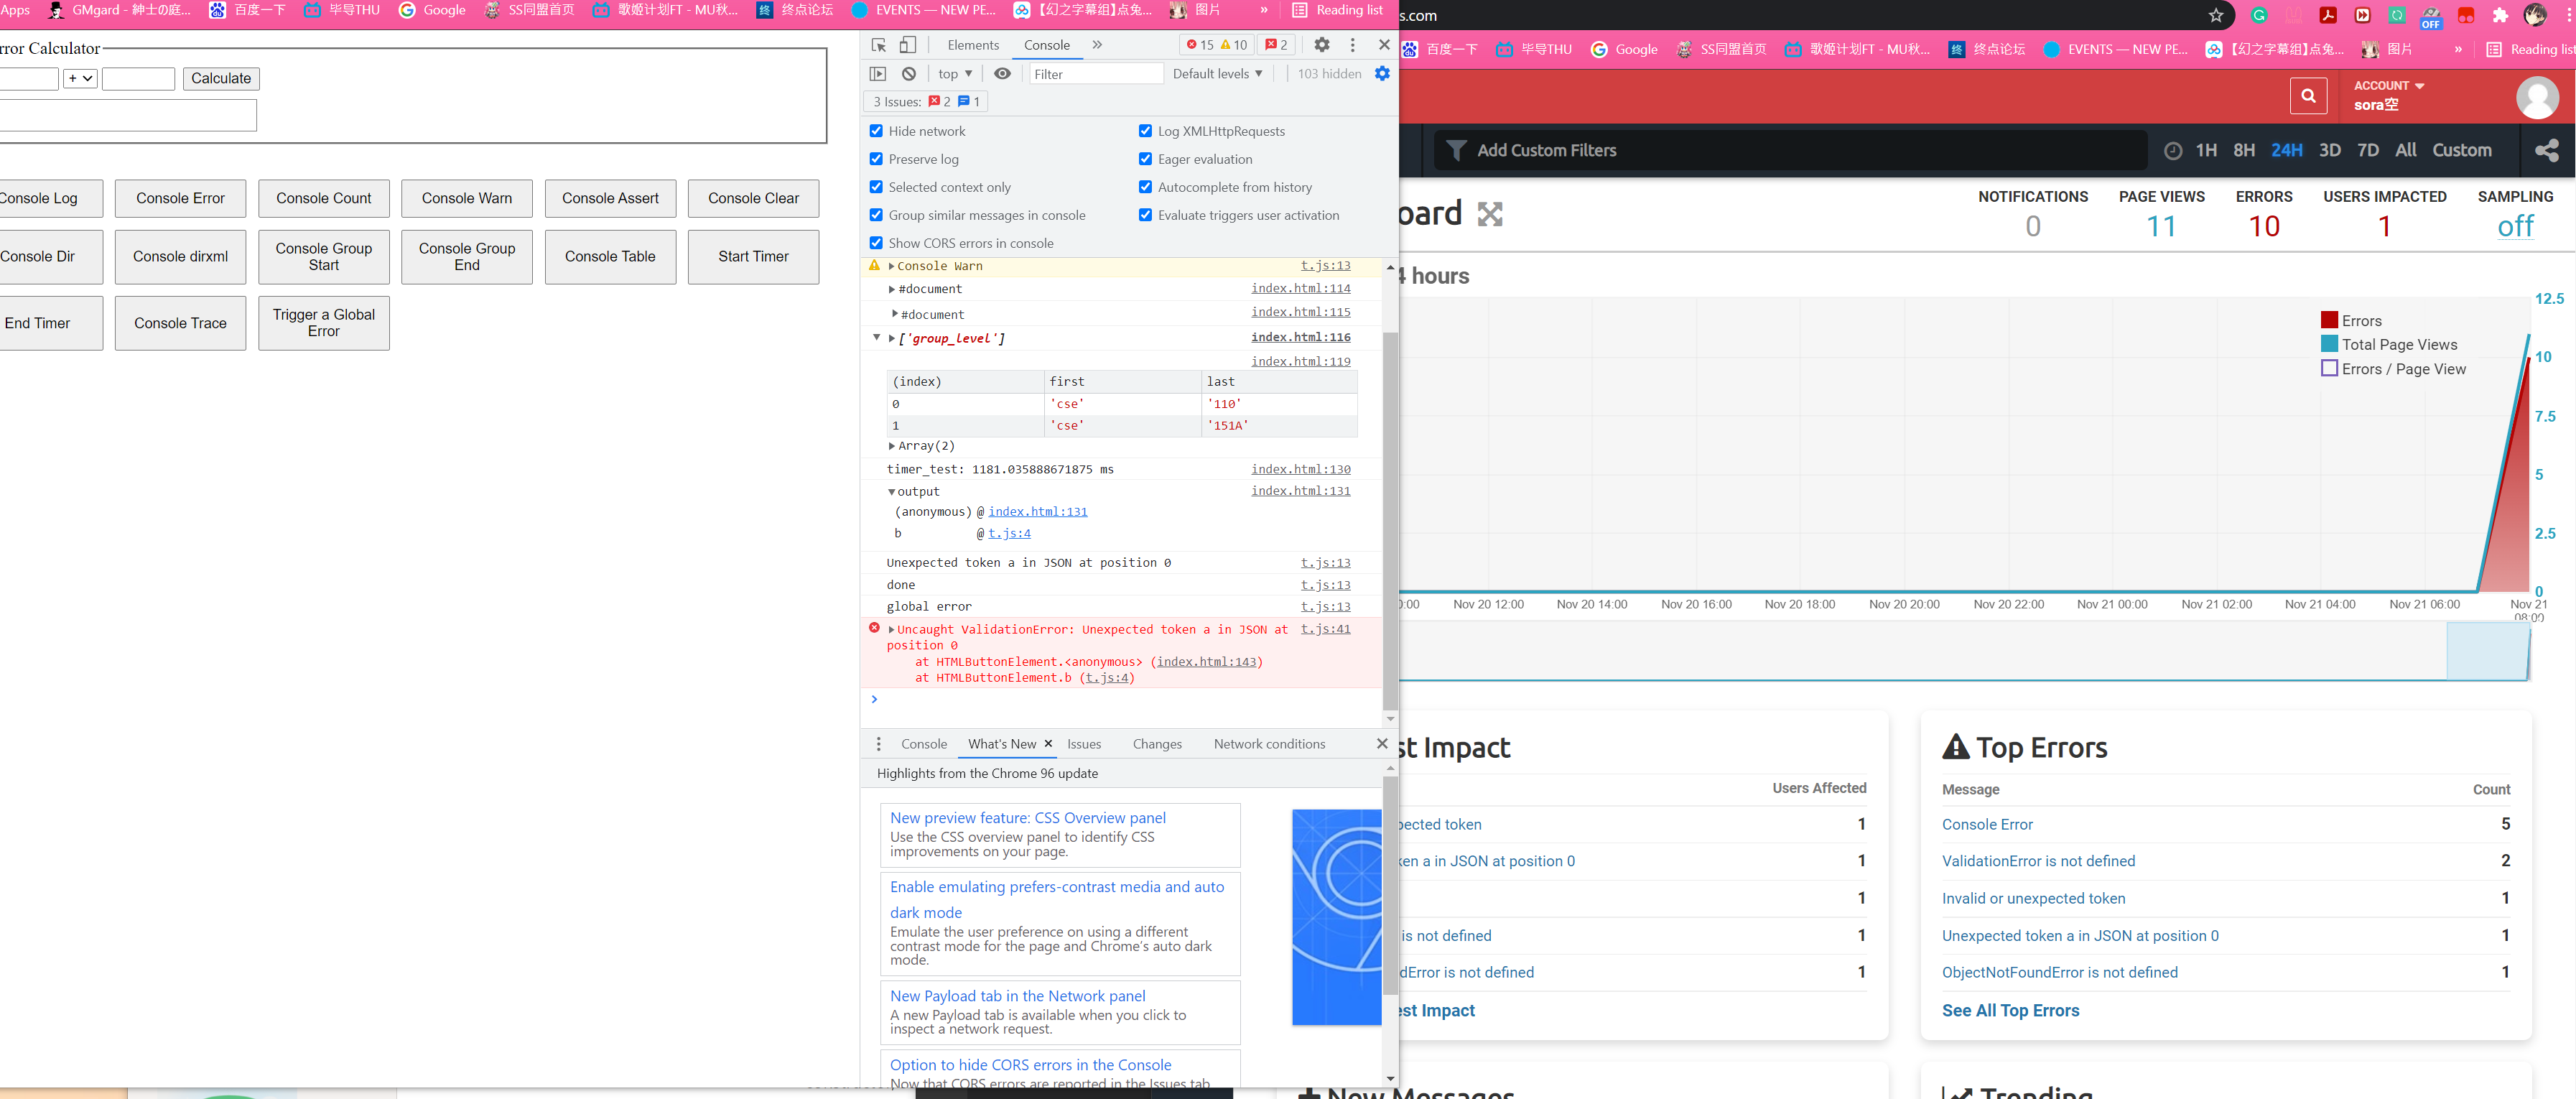 Apps GMgard - 紳士の庭... 百度一下 毕导THU Google SS同盟首页 歌姬计划FT - MU秋... 终点论坛 EVENTS — NEW PE... 【幻之字幕组】点兔... 图片 » Reading list
rror Calculator
+ Calculate
Console Log Console Error Console Count Console Warn Console Assert Console Clear
Console Dir Console dirxml Console Group Start Console Group End Console Table Start Timer
End Timer Console Trace Trigger a Global Error
Elements Console » 15 10 2
top Filter Default levels 103 hidden
3 Issues: 2 1
Hide network Log XMLHttpRequests
Preserve log Eager evaluation
Selected context only Autocomplete from history
Group similar messages in console Evaluate triggers user activation
Show CORS errors in console
Console Warn t.js:13
#document index.html:114
#document index.html:115
['group_level'] index.html:116
index.html:119
(index) first last
0 'cse' '110'
1 'cse' '151A'
Array(2)
timer_test: 1181.035888671875 ms index.html:130
output index.html:131
(anonymous) @ index.html:131
b @ t.js:4
Unexpected token a in JSON at position 0 t.js:13
done t.js:13
global error t.js:13
Uncaught ValidationError: Unexpected token a in JSON at t.js:41
position 0
at HTMLButtonElement.<anonymous> (index.html:143)
at HTMLButtonElement.b (t.js:4)
Console What's New Issues Changes Network conditions
Highlights from the Chrome 96 update
New preview feature: CSS Overview panel
Use the CSS overview panel to identify CSS
improvements on your page.
Enable emulating prefers-contrast media and auto
dark mode
Emulate the user preference on using a different
contrast mode for the page and Chrome's auto dark
mode.
New Payload tab in the Network panel
A new Payload tab is available when you click to
inspect a network request.
Option to hide CORS errors in the Console
Now that CORS errors are reported in the Issues tab,
s.com OFF
百度一下 毕导THU Google SS同盟首页 歌姬计划FT - MU秋... 终点论坛 EVENTS — NEW PE... 【幻之字幕组】点兔... 图片 » Reading list
ACCOUNT
sora空
Add Custom Filters 1H 8H 24H 3D 7D All Custom
oard
NOTIFICATIONS PAGE VIEWS ERRORS USERS IMPACTED SAMPLING
0 11 10 1 off
4 hours
Errors
Total Page Views
Errors / Page View
12.5
10
7.5
5
2.5
0
0:00 Nov 20 12:00 Nov 20 14:00 Nov 20 16:00 Nov 20 18:00 Nov 20 20:00 Nov 20 22:00 Nov 21 00:00 Nov 21 02:00 Nov 21 04:00 Nov 21 06:00 Nov 21 08:00
st Impact
Users Affected
pected token 1
ken a in JSON at position 0 1
1
is not defined 1
dError is not defined 1
est Impact
Top Errors
Message Count
Console Error 5
ValidationError is not defined 2
Invalid or unexpected token 1
Unexpected token a in JSON at position 0 1
ObjectNotFoundError is not defined 1
See All Top Errors
New Messages
Trending